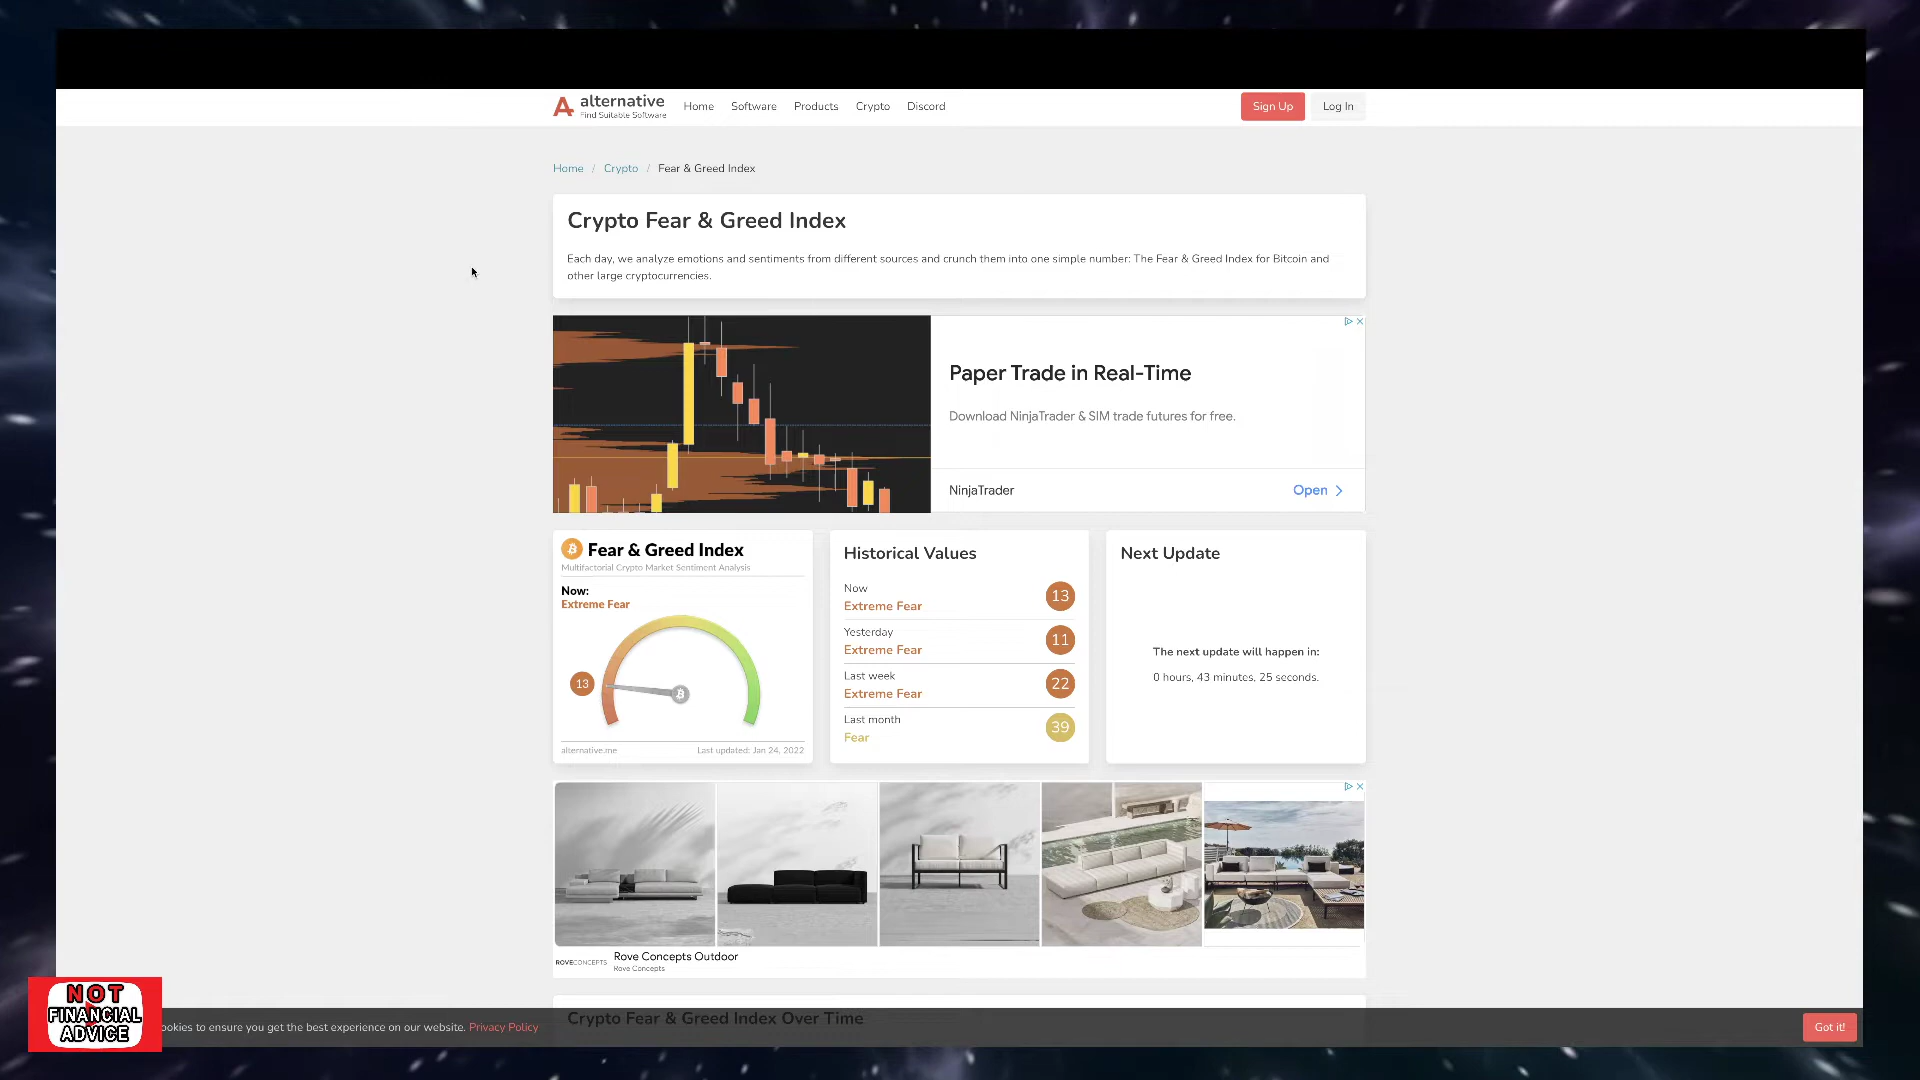 alternative
Find Suitable Software
Home
Software
Products
Crypto
Discord
Sign Up
Log In
Home / Crypto / Fear & Greed Index
Crypto Fear & Greed Index
Each day, we analyze emotions and sentiments from different sources and crunch them into one simple number: The Fear & Greed Index for Bitcoin and
other large cryptocurrencies.
Paper Trade in Real-Time
Download NinjaTrader & SIM trade futures for free.
NinjaTrader
Open
Fear & Greed Index
Multifactorial Crypto Market Sentiment Analysis
Now:
Extreme Fear
13
alternative.me
Last updated: Jan 24, 2022
Historical Values
Now
Extreme Fear
13
Yesterday
Extreme Fear
11
Last week
Extreme Fear
22
Last month
Fear
39
Next Update
The next update will happen in:
0 hours, 43 minutes, 25 seconds.
ROVECONCEPTS
Rove Concepts Outdoor
Rove Concepts
Crypto Fear & Greed Index Over Time
ookies to ensure you get the best experience on our website. Privacy Policy
Got it!
NOT
FINANCIAL
ADVICE